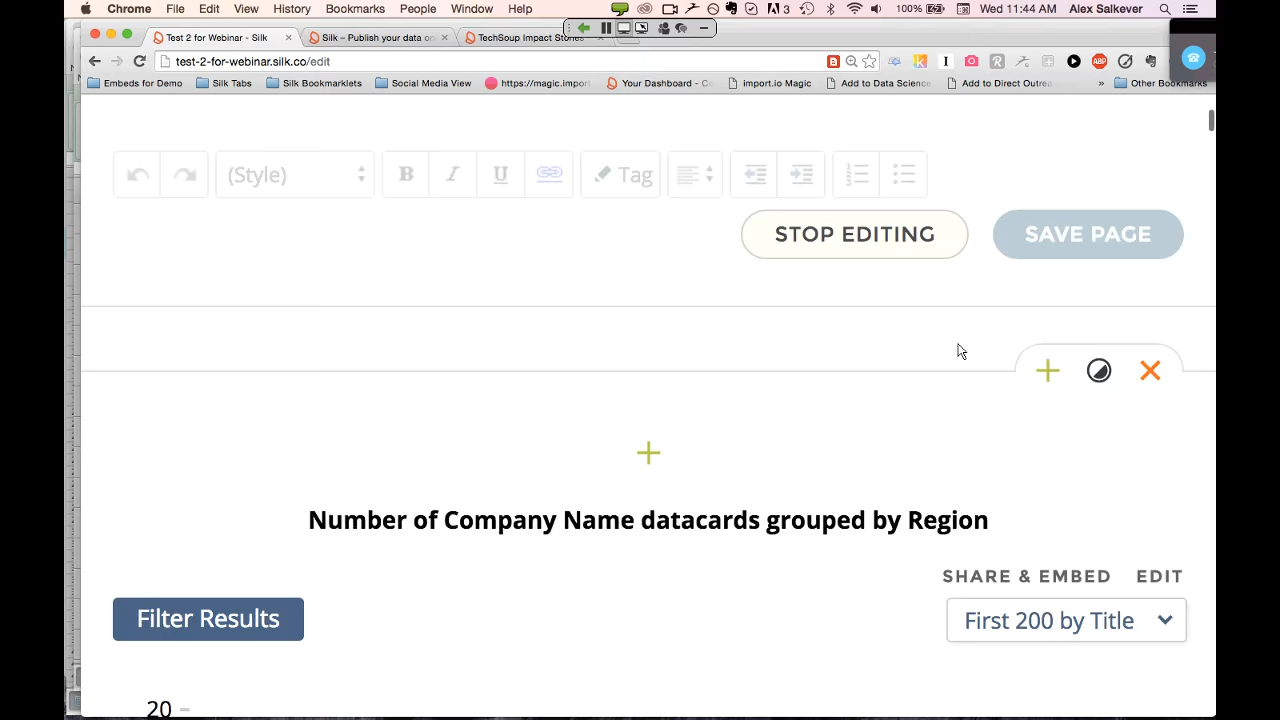 Chrome File Edit View History Bookmarks People Window Help 3 100% Wed 11:44 AM Alex Salkever
Test 2 for Webinar - Silk Silk – Publish your data on TechSoup Impact Stories
test-2-for-webinar.silk.co/edit
Embeds for Demo Silk Tabs Silk Bookmarklets Social Media View https://magic.import Your Dashboard - Co import.io Magic Add to Data Science Add to Direct Outrea » Other Bookmarks
(Style) B I U Tag
STOP EDITING SAVE PAGE
Number of Company Name datacards grouped by Region
SHARE & EMBED EDIT
Filter Results First 200 by Title
20